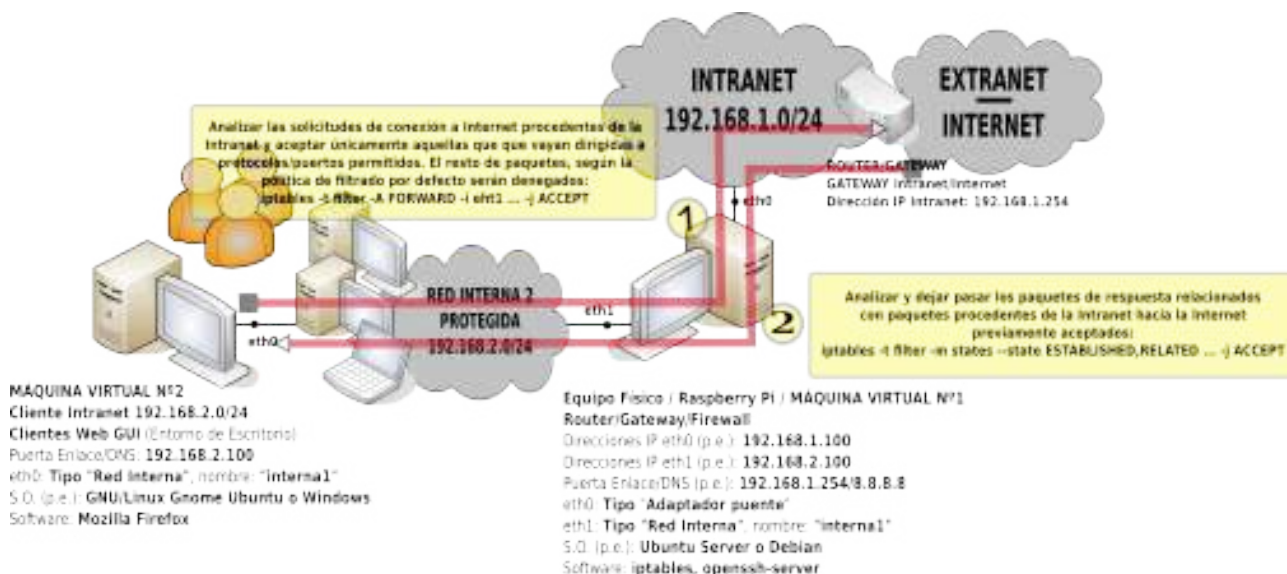 INTRANET
192.168.1.0/24
EXTRANET
INTERNET
Analizar las solicitudes de conexión a Internet procedentes de la
Intranet y aceptar únicamente aquellas que que vayan dirigidas a
protocolos/puertos permitidos. El resto de paquetes, según la
política de filtrado por defecto serán denegados:
iptables -t filter -A FORWARD -i eht1 ... -j ACCEPT
ROUTER/GATEWAY
GATEWAY Intranet/Internet
Dirección IP Intranet: 192.168.1.254
eth0
1
RED INTERNA 2
PROTEGIDA
192.168.2.0/24
eth1
eth0
2
Analizar y dejar pasar los paquetes de respuesta relacionados
con paquetes procedentes de la Intranet hacia la Internet
previamente aceptados:
iptables -t filter -m states --state ESTABLISHED,RELATED ... -j ACCEPT
MÁQUINA VIRTUAL Nº2
Cliente Intranet 192.168.2.0/24
Clientes Web GUI (Entorno de Escritorio)
Puerta Enlace/DNS: 192.168.2.100
eth0: Tipo "Red Interna", nombre: "interna1"
S.O. (p.e.): GNU/Linux Gnome Ubuntu o Windows
Software: Mozilla Firefox
Equipo Físico / Raspberry Pi / MÁQUINA VIRTUAL Nº1
Router/Gateway/Firewall
Direcciones IP eth0 (p.e.): 192.168.1.100
Direcciones IP eth1 (p.e.): 192.168.2.100
Puerta Enlace/DNS (p.e.): 192.168.1.254/8.8.8.8
eth0: Tipo "Adaptador puente"
eth1: Tipo "Red Interna", nombre: "interna1"
S.O. (p.e.): Ubuntu Server o Debian
Software: iptables, openssh-server